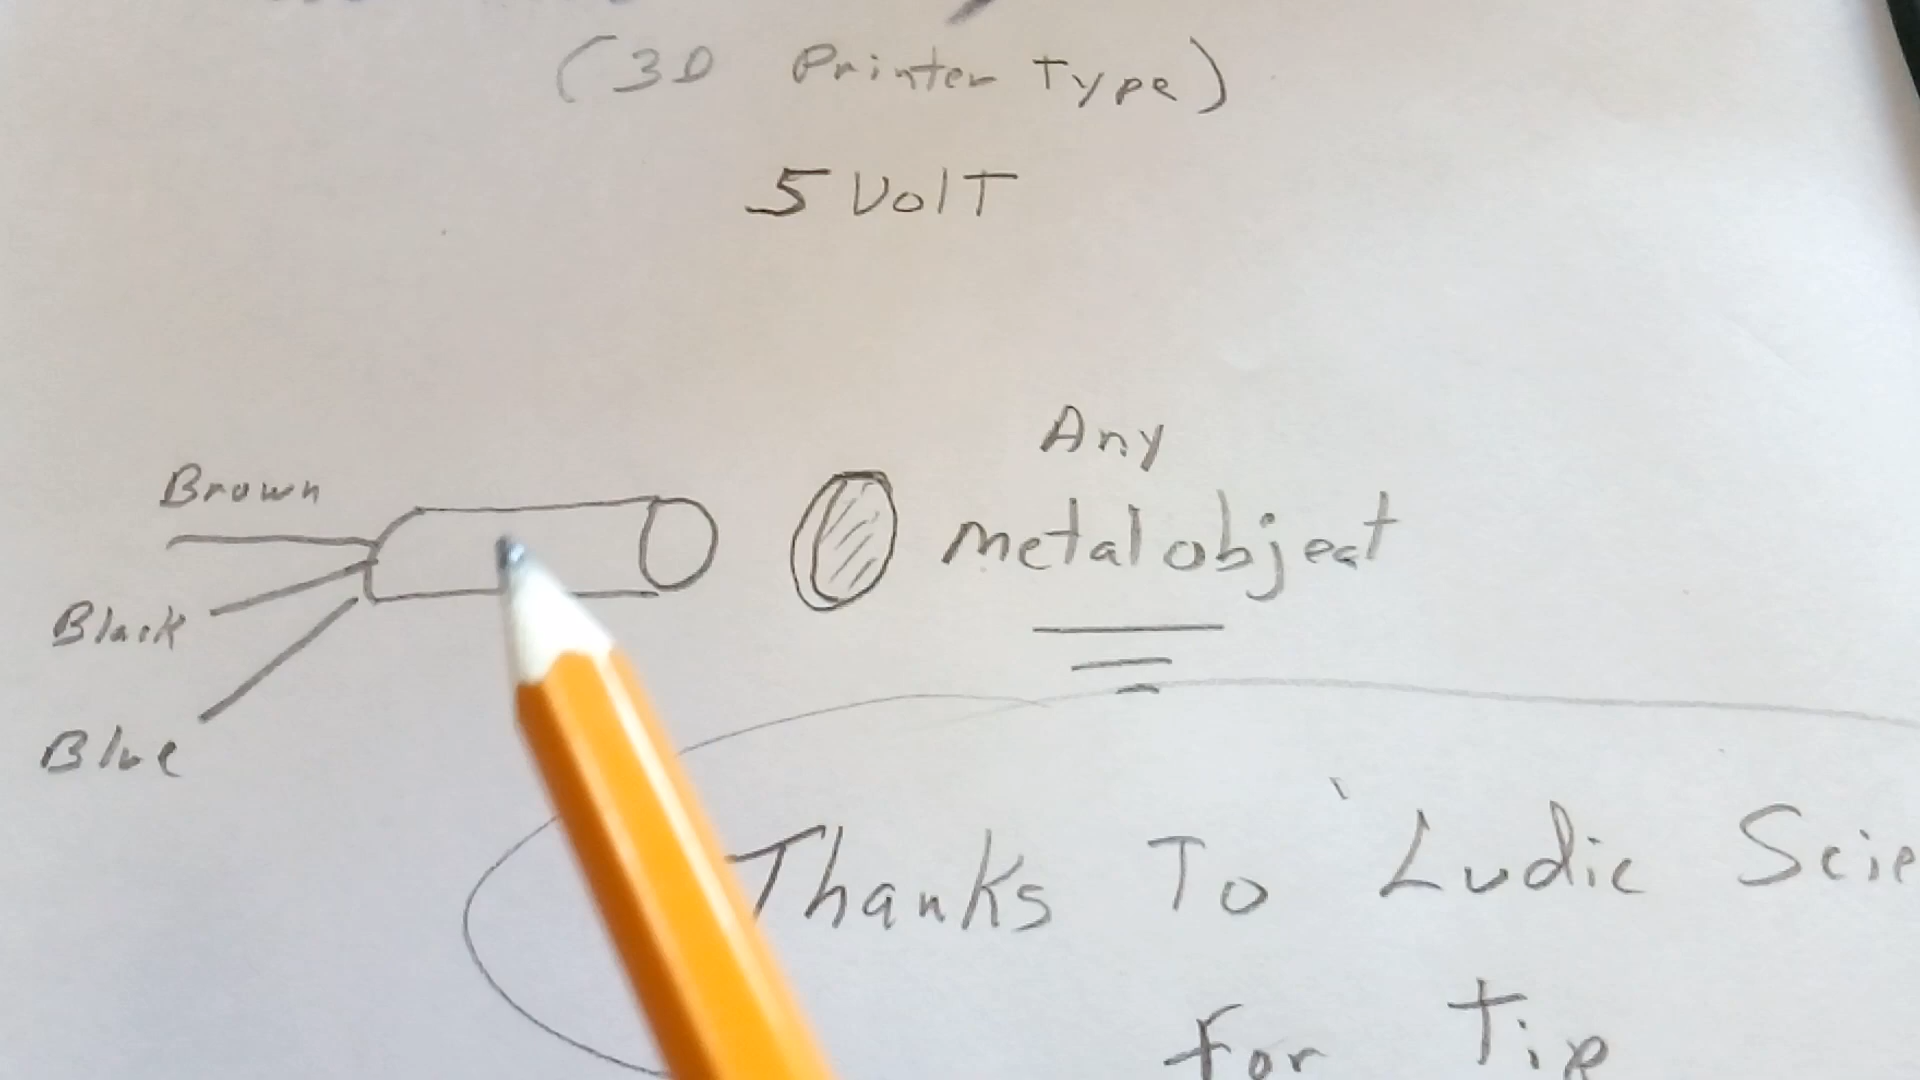 (3D Printer Type)
5 VolT
Any
metal object
Brown
Black
Blue
Thanks To Ludic
For Tip